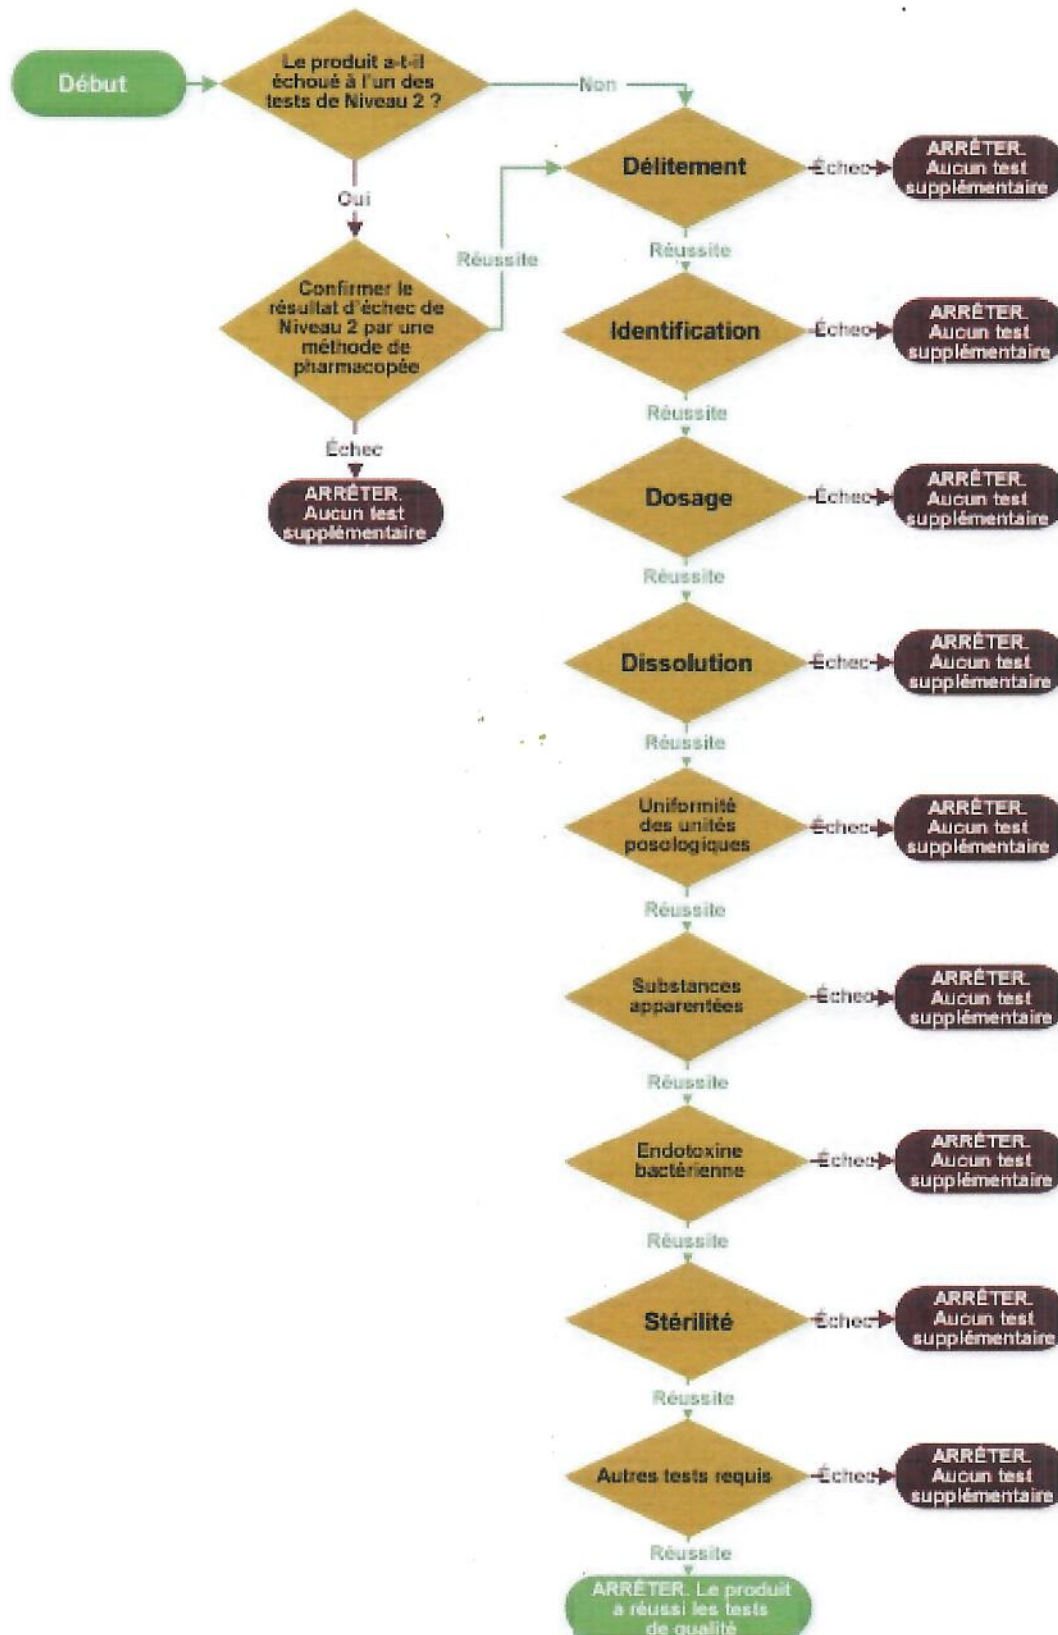 Début
Le produit a-t-il
échoué à l'un des
tests de Niveau 2 ?
Non
Oui
Confirmer le
résultat d'échec de
Niveau 2 par une
méthode de
pharmacopée
Réussite
Échec
ARRÊTER.
Aucun test
supplémentaire
Délitement
Échec
ARRÊTER.
Aucun test
supplémentaire
Réussite
Identification
Échec
ARRÊTER.
Aucun test
supplémentaire
Réussite
Dosage
Échec
ARRÊTER.
Aucun test
supplémentaire
Réussite
Dissolution
Échec
ARRÊTER.
Aucun test
supplémentaire
Réussite
Uniformité
des unités
posologiques
Échec
ARRÊTER.
Aucun test
supplémentaire
Réussite
Substances
apparentées
Échec
ARRÊTER.
Aucun test
supplémentaire
Réussite
Endotoxine
bactérienne
Échec
ARRÊTER.
Aucun test
supplémentaire
Réussite
Stérilité
Échec
ARRÊTER.
Aucun test
supplémentaire
Réussite
Autres tests requis
Échec
ARRÊTER.
Aucun test
supplémentaire
Réussite
ARRÊTER. Le produit
a réussi les tests
de qualité